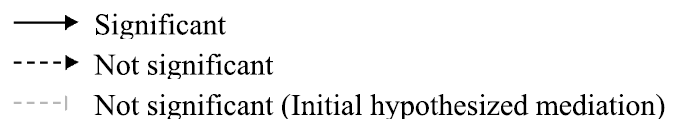 Significant
Not significant
Not significant (Initial hypothesized mediation)